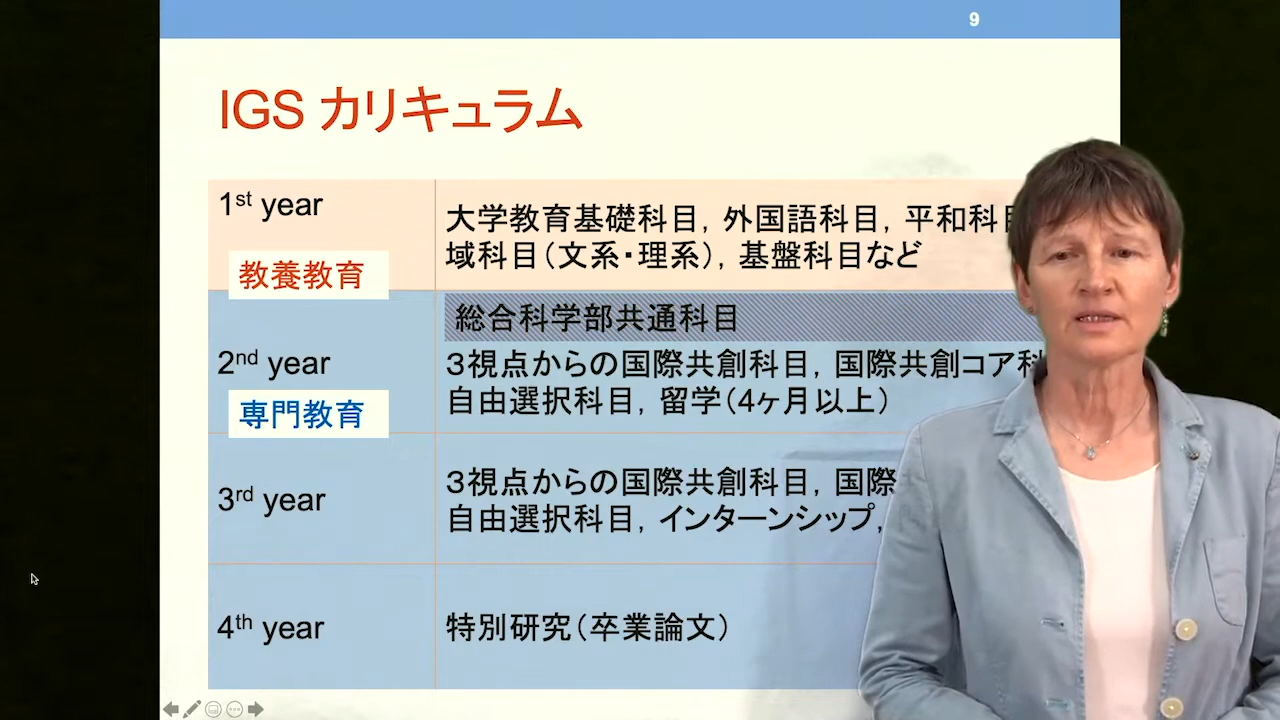 9
IGS カリキュラム
1st year
教養教育
大学教育基礎科目，外国語科目，平和科目
域科目（文系・理系），基盤科目など
総合科学部共通科目
2nd year
専門教育
３視点からの国際共創科目，国際共創コア科
自由選択科目，留学（4ヶ月以上）
3rd year
３視点からの国際共創科目，国際
自由選択科目，インターンシップ，
4th year
特別研究（卒業論文）